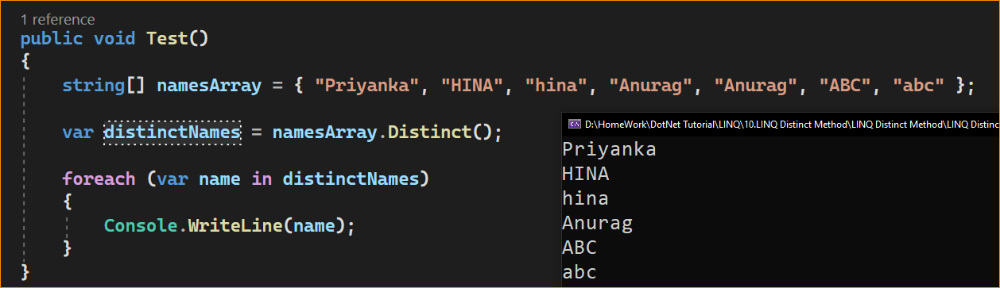 1 reference
public void Test()
{
string[] namesArray = { "Priyanka", "HINA", "hina", "Anurag", "Anurag", "ABC", "abc" };
var distinctNames = namesArray.Distinct();
foreach (var name in distinctNames)
{
Console.WriteLine(name);
}
}
D:\HomeWork\DotNet Tutorial\LINQ\10.LINQ Distinct Method\LINQ Distinct Method\LINQ Distinc
Priyanka
HINA
hina
Anurag
ABC
abc